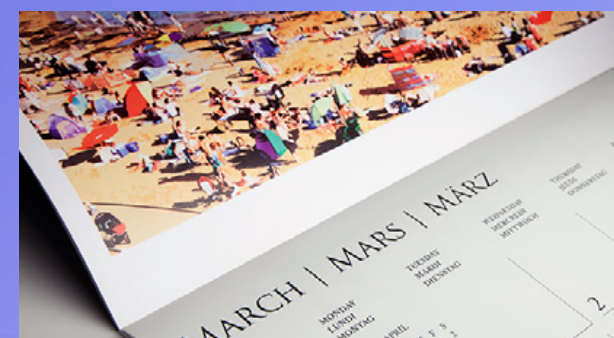 MARCH | MARS | MÄRZ
MONDAY
LUNDI
MONTAG
TUESDAY
MARDI
DIENSTAG
WEDNESDAY
MERCREDI
MITTWOCH
THURSDAY
JEUDI
DONNERSTAG
APRIL
2